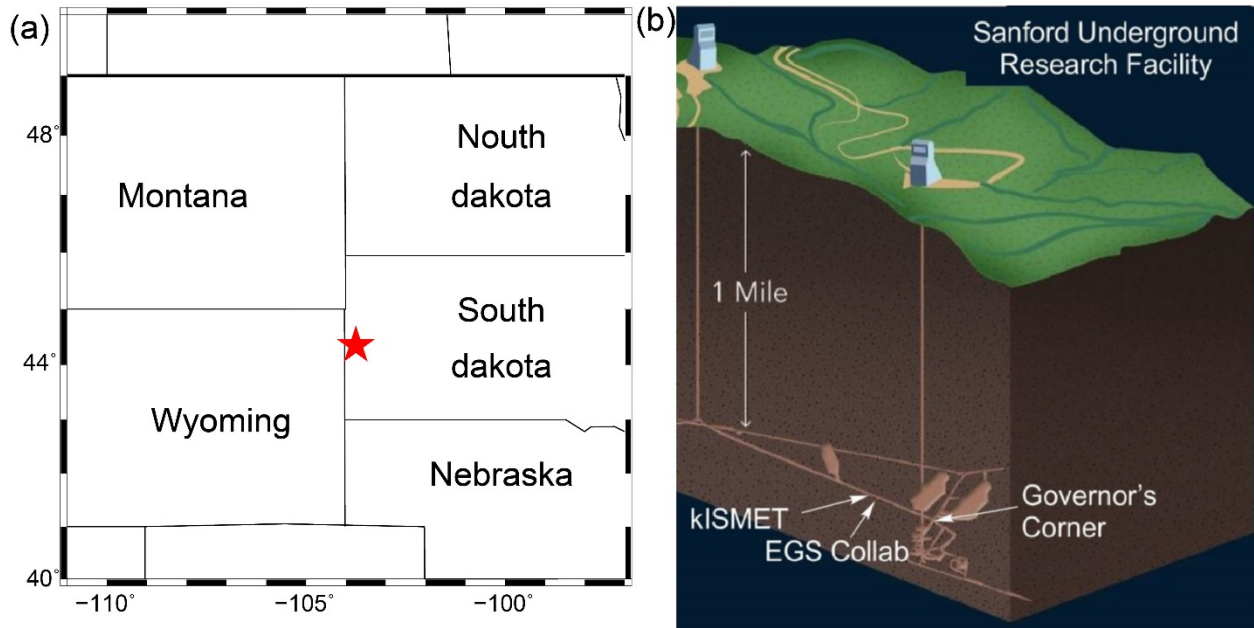 (a)
48°
44°
40°
−110°
−105°
−100°
Montana
Nouth
dakota
South
dakota
Wyoming
Nebraska
(b)
Sanford Underground
Research Facility
1 Mile
kISMET
EGS Collab
Governor's
Corner